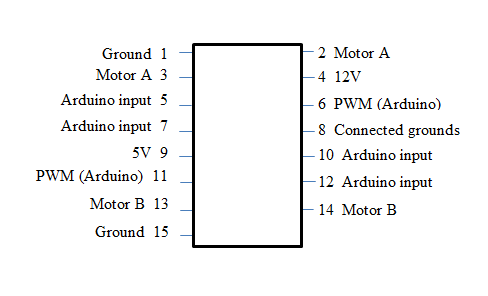 Ground 1
2 Motor A
Motor A 3
4 12V
Arduino input 5
6 PWM (Arduino)
Arduino input 7
8 Connected grounds
5V 9
10 Arduino input
PWM (Arduino) 11
12 Arduino input
Motor B 13
14 Motor B
Ground 15